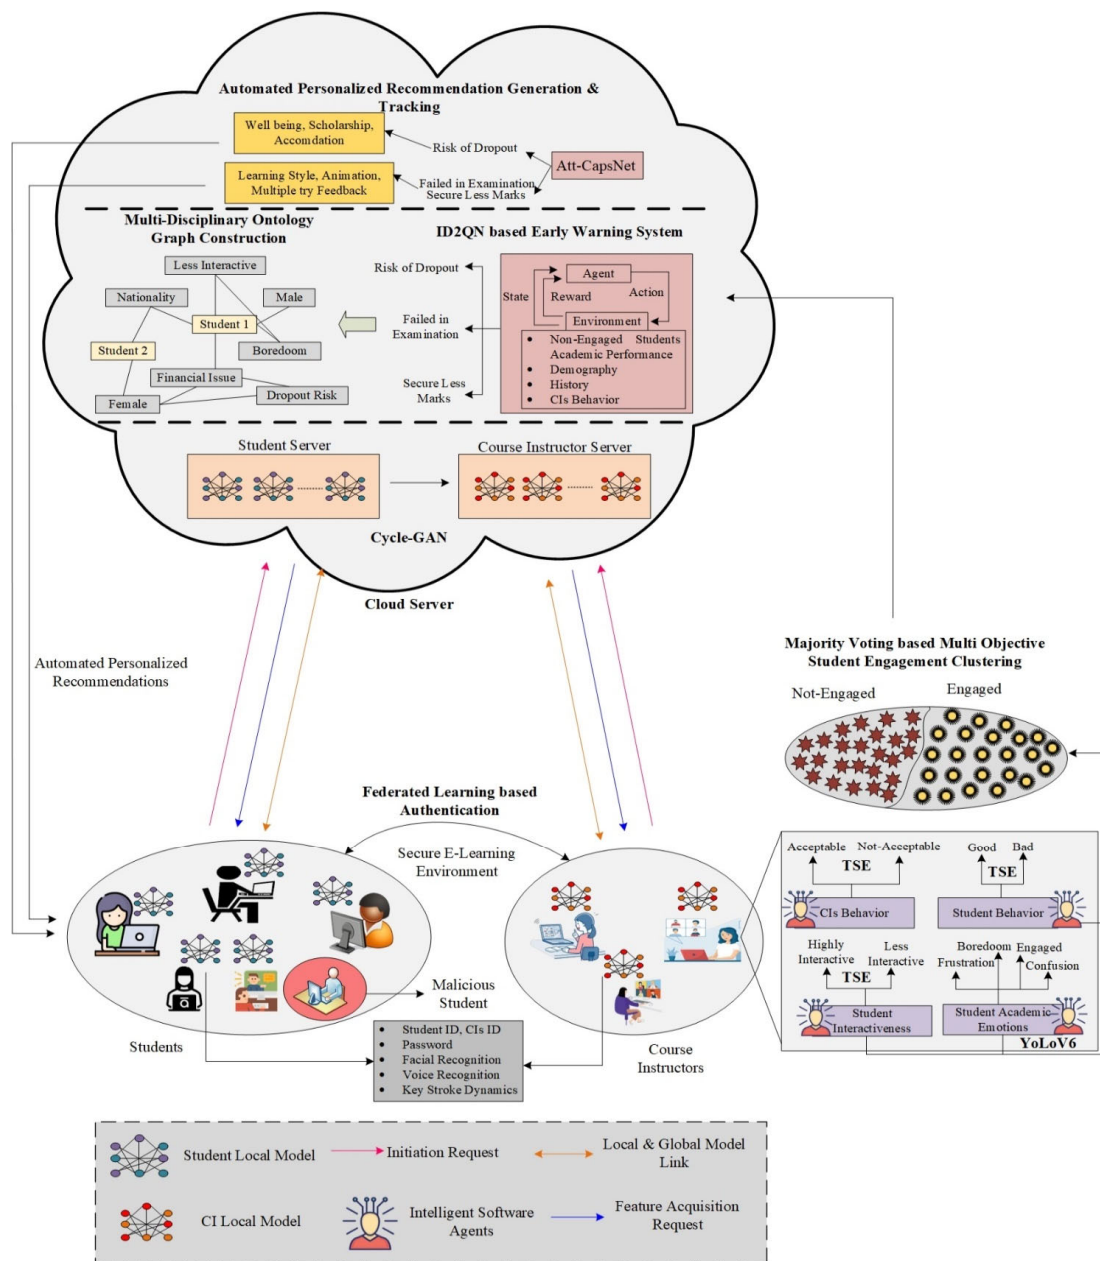 Automated Personalized Recommendation Generation &
Tracking
Well being, Scholarship,
Accomdation
Risk of Dropout
Att-CapsNet
Learning Style, Animation,
Multiple try Feedback
Failed in Examination
Secure Less Marks
Multi-Disciplinary Ontology
Graph Construction
Less Interactive
Nationality
Male
Student 1
Student 2
Boredoom
Financial Issue
Female
Dropout Risk
ID2QN based Early Warning System
Risk of Dropout
Failed in
Examination
Secure Less
Marks
Agent
State
Reward
Action
Environment
• Non-Engaged Students
Academic Performance
• Demography
• History
• CIs Behavior
Student Server
Course Instructor Server
Cycle-GAN
Cloud Server
Automated Personalized
Recommendations
Majority Voting based Multi Objective
Student Engagement Clustering
Not-Engaged
Engaged
Federated Learning based
Authentication
Secure E-Learning
Environment
Malicious
Student
Students
• Student ID, CIs ID
• Password
• Facial Recognition
• Voice Recognition
• Key Stroke Dynamics
Course
Instructors
Acceptable
Not-Acceptable
TSE
CIs Behavior
Good
Bad
TSE
Student Behavior
Highly
Interactive
Less
Interactive
TSE
Student
Interactiveness
Boredoom
Engaged
Frustration
Confusion
Student Academic
Emotions
YoLoV6
Student Local Model
Initiation Request
Local & Global Model
Link
CI Local Model
Intelligent Software
Agents
Feature Acquisition
Request